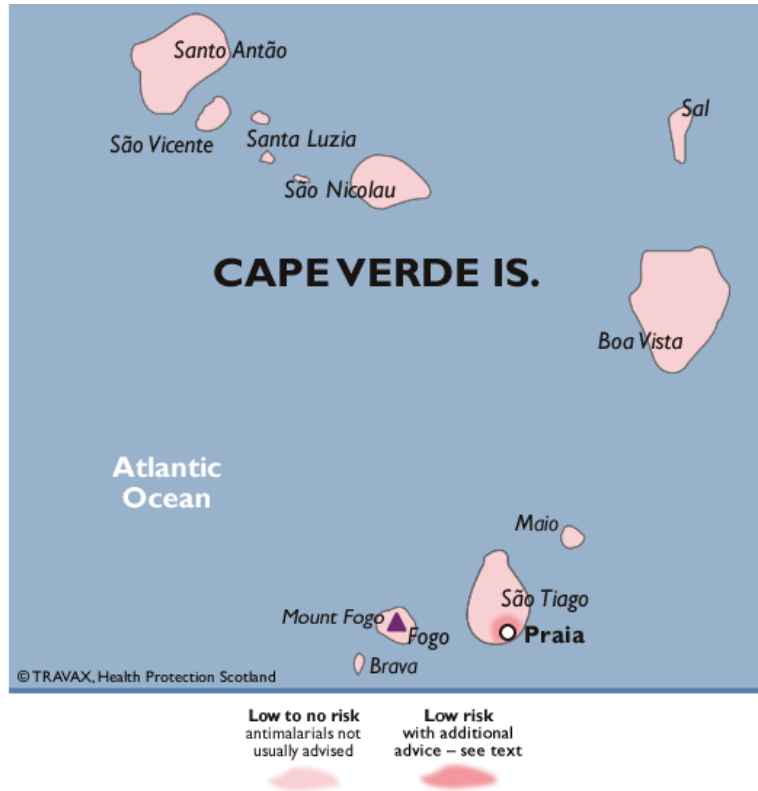 Santo Antão
Sal
São Vicente
Santa Luzia
São Nicolau
CAPE VERDE IS.
Boa Vista
Atlantic
Ocean
Maio
São Tiago
Mount Fogo
Fogo
Praia
Brava
© TRAVAX, Health Protection Scotland
Low to no risk
antimalarials not
usually advised
Low risk
with additional
advice – see text